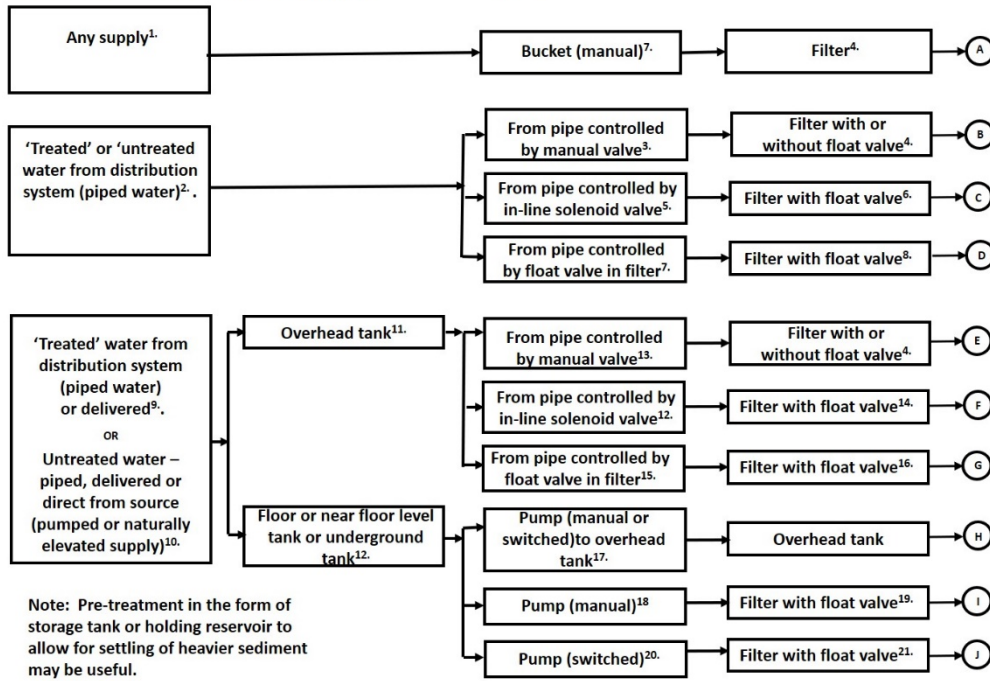 Any supply1.
Bucket (manual)7.
Filter4.
A
'Treated' or 'untreated
water from distribution
system (piped water)2. .
From pipe controlled
by manual valve3.
Filter with or
without float valve4.
B
From pipe controlled by
in-line solenoid valve5.
Filter with float valve6.
C
From pipe controlled
by float valve in filter7.
Filter with float valve8.
D
'Treated' water from
distribution system
(piped water)
or delivered9.
OR
Untreated water –
piped, delivered or
direct from source
(pumped or naturally
elevated supply)10.
Overhead tank11.
From pipe controlled
by manual valve13.
Filter with or
without float valve4.
E
From pipe controlled by
in-line solenoid valve12.
Filter with float valve14.
F
From pipe controlled by
float valve in filter15.
Filter with float valve16.
G
Floor or near floor level
tank or underground
tank12.
Pump (manual or
switched)to overhead
tank17.
Overhead tank
H
Pump (manual)18
Filter with float valve19.
I
Pump (switched)20.
Filter with float valve21.
J
Note: Pre-treatment in the form of
storage tank or holding reservoir to
allow for settling of heavier sediment
may be useful.